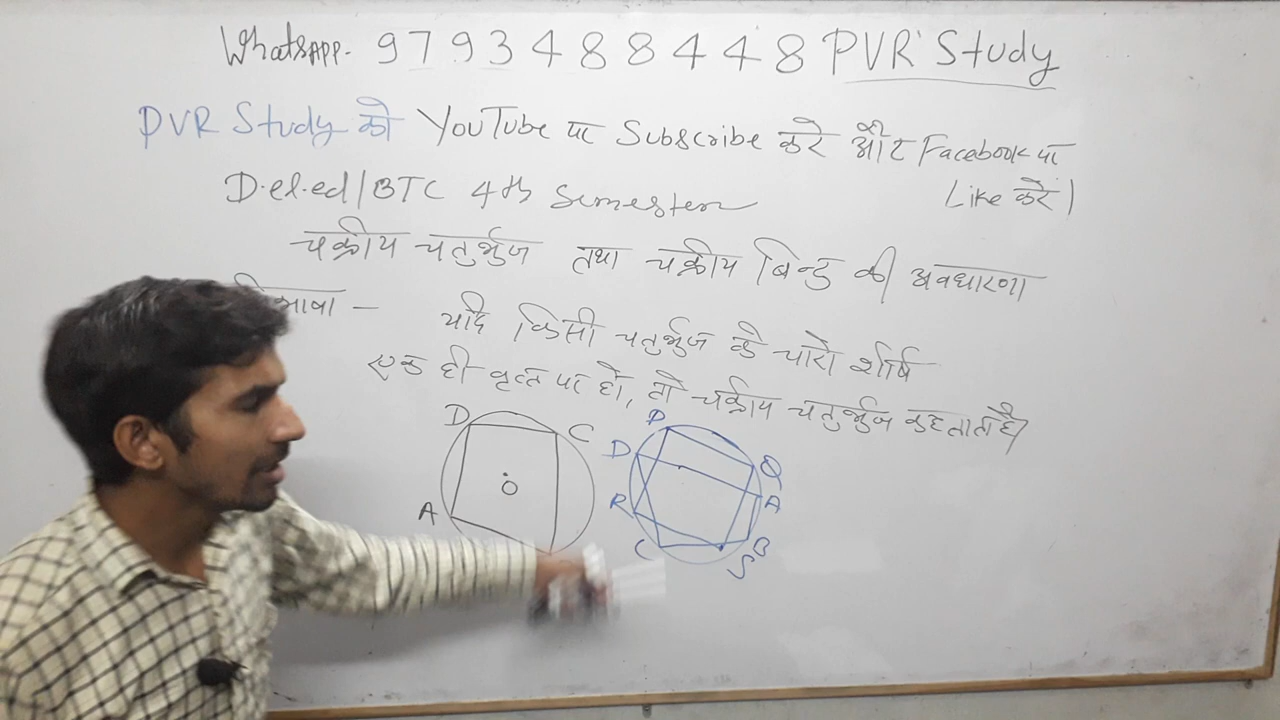 WhatsApp- 9793488448 PVR Study
PVR Study को YouTube पर Subscribe करे और Facebook पर
Like करें।
D.el.ed/BTC 4th Semester
चक्रीय चतुर्भुज तथा चक्रीय बिन्दु की अवधारणा
भाषा -
यदि किसी चतुर्भुज के चारो शीर्ष
एक ही वृत्त पर हो, तो चक्रीय चतुर्भुज कहलाता है।
D C
O
A
P
D Q
R A
C B
S